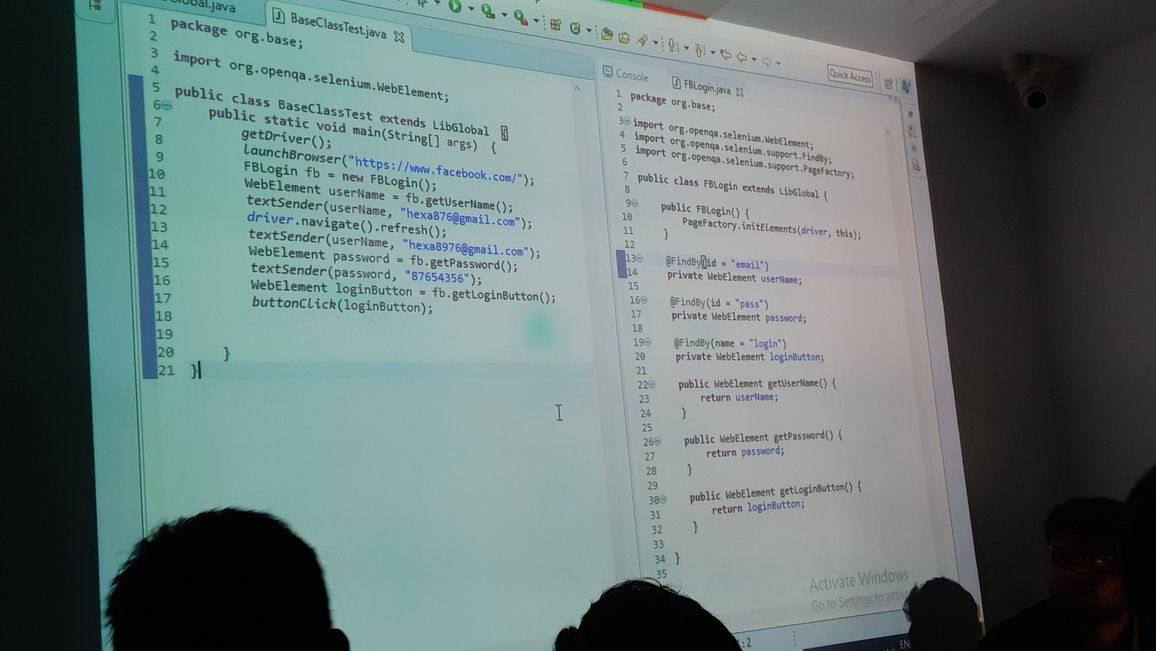 Global.java
BaseClassTest.java
1 package org.base;
2
3 import org.openqa.selenium.WebElement;
4
5 public class BaseClassTest extends LibGlobal {
6 public static void main(String[] args) {
7 getDriver();
8 launchBrowser("https://www.facebook.com/");
9 FBLogin fb = new FBLogin();
10 WebElement userName = fb.getUserName();
11 textSender(userName, "hexa876@gmail.com");
12 driver.navigate().refresh();
13 textSender(userName, "hexa8976@gmail.com");
14 WebElement password = fb.getPassword();
15 textSender(password, "87654356");
16 WebElement loginButton = fb.getLoginButton();
17 buttonClick(loginButton);
18
19
20 }
21 }
Quick Access
Console
FBLogin.java
1 package org.base;
2
3 import org.openqa.selenium.WebElement;
4 import org.openqa.selenium.support.FindBy;
5 import org.openqa.selenium.support.PageFactory;
6
7 public class FBLogin extends LibGlobal {
8
9 public FBLogin() {
10 PageFactory.initElements(driver, this);
11 }
12
13 @FindBy(id = "email")
14 private WebElement userName;
15
16 @FindBy(id = "pass")
17 private WebElement password;
18
19 @FindBy(name = "login")
20 private WebElement loginButton;
21
22 public WebElement getUserName() {
23 return userName;
24 }
25
26 public WebElement getPassword() {
27 return password;
28 }
29
30 public WebElement getLoginButton() {
31 return loginButton;
32 }
33
34 }
35
Activate Windows
Go to Settings to
:2
EN